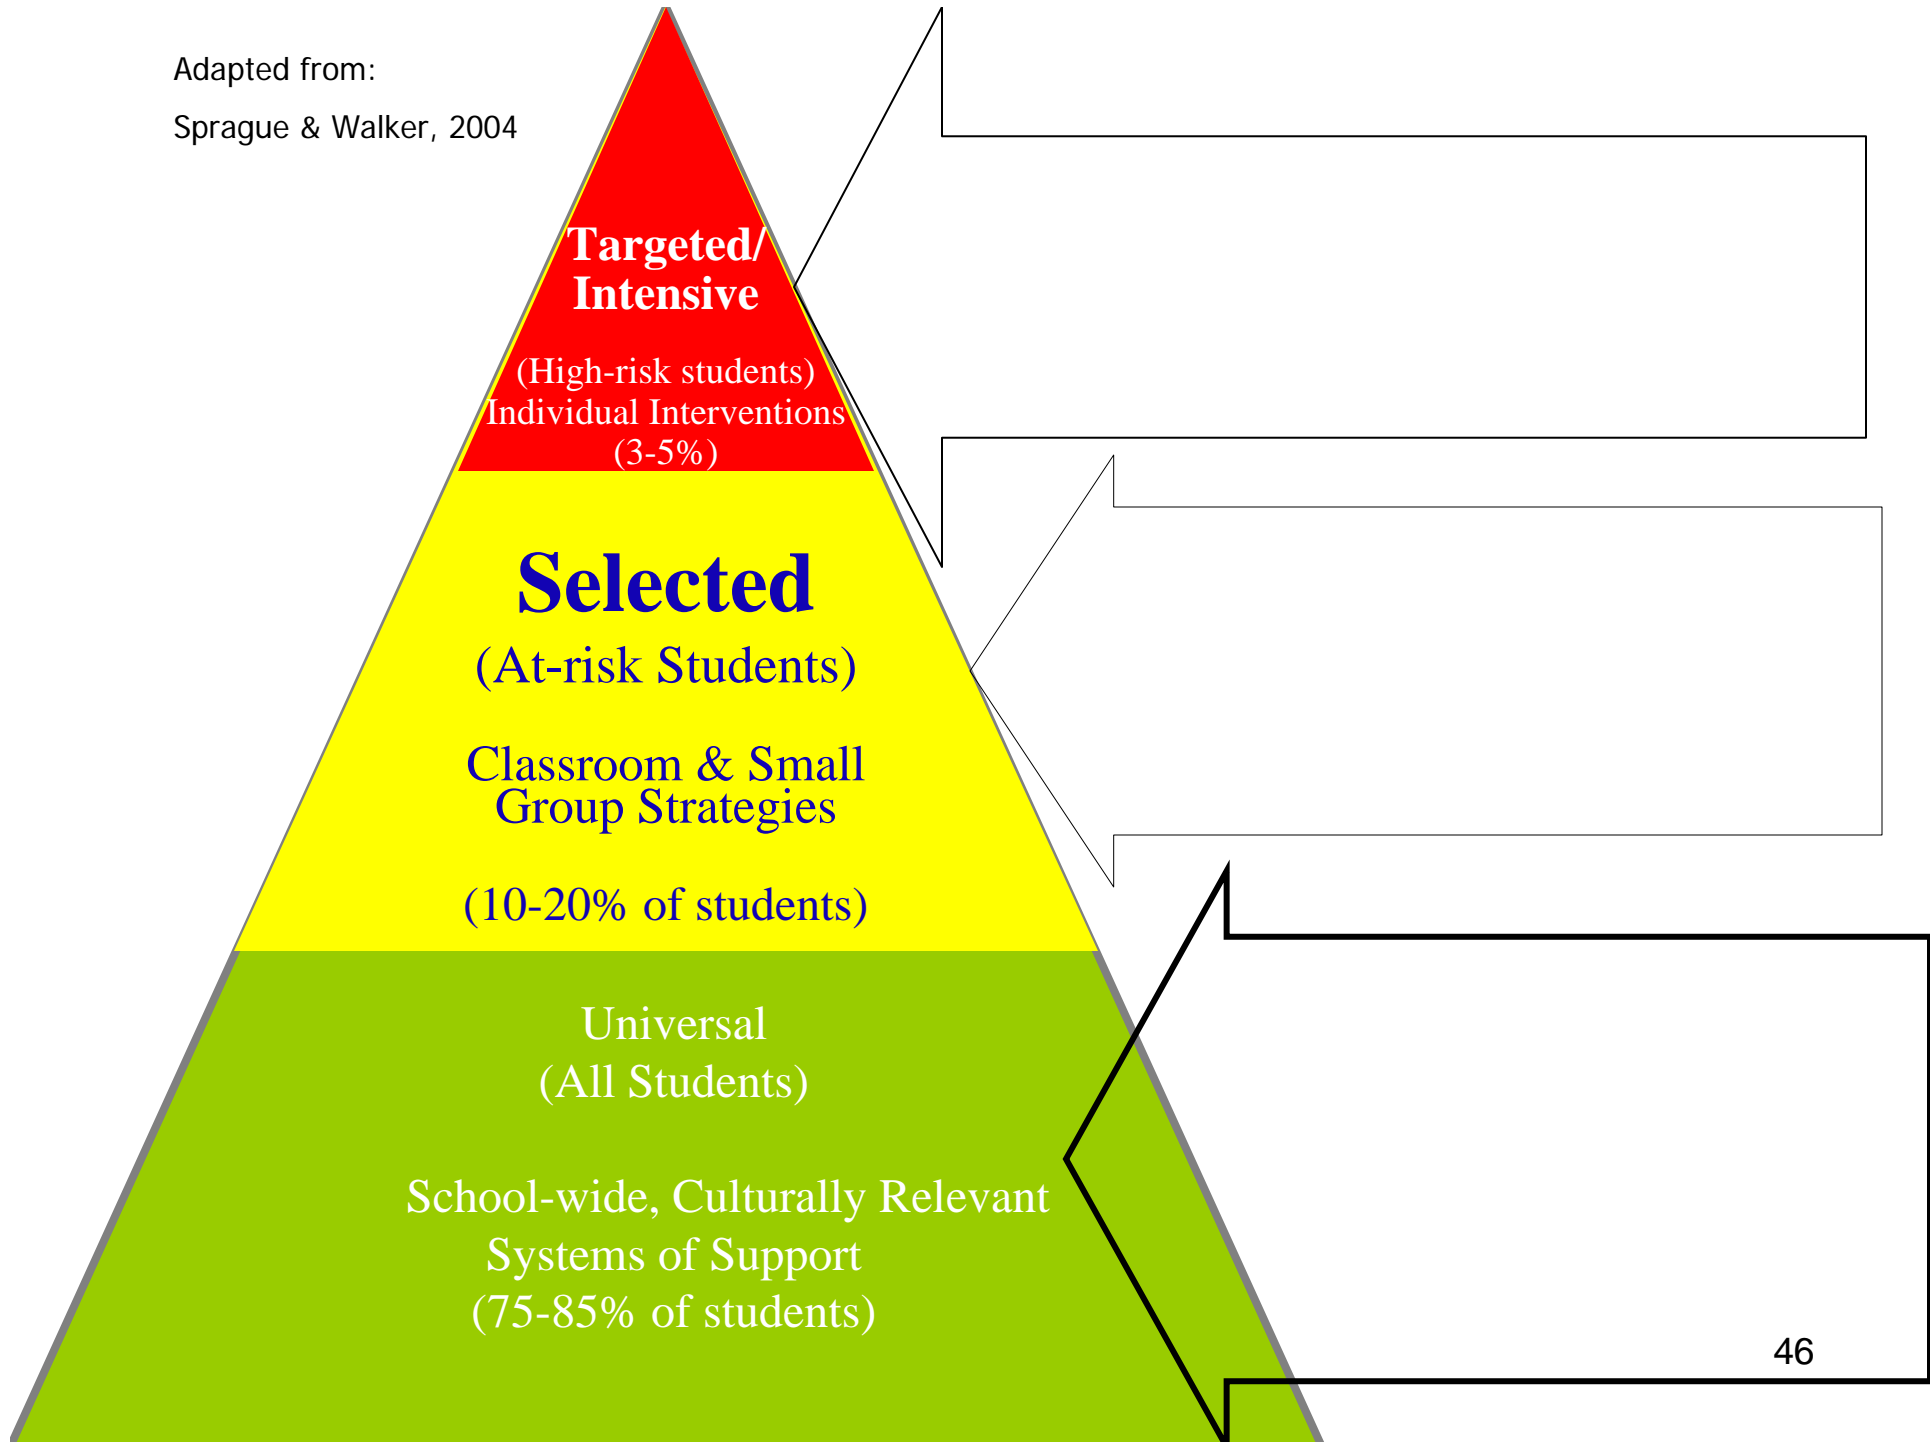 Adapted from:
Sprague & Walker, 2004
Targeted/
Intensive
(High-risk students)
Individual Interventions
(3-5%)
Selected
(At-risk Students)
Classroom & Small
Group Strategies
(10-20% of students)
Universal
(All Students)
School-wide, Culturally Relevant
Systems of Support
(75-85% of students)
46